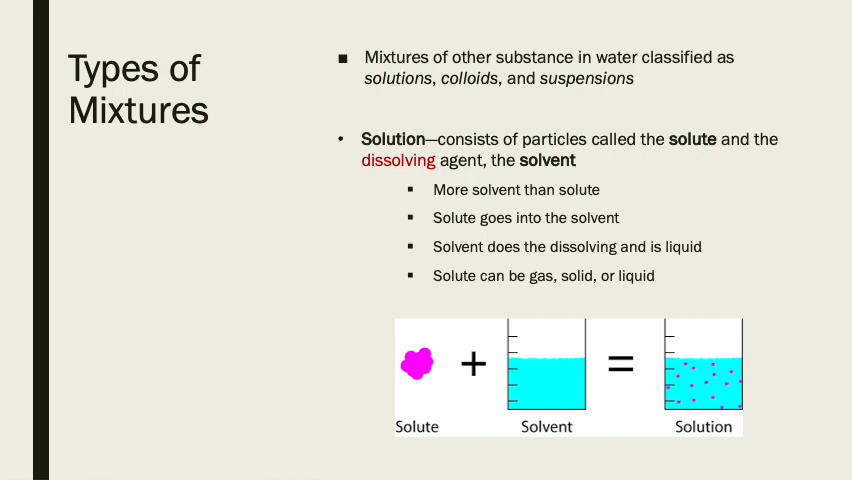 Types of
Mixtures
■ Mixtures of other substance in water classified as
solutions, colloids, and suspensions
• Solution—consists of particles called the solute and the
dissolving agent, the solvent
▪ More solvent than solute
▪ Solute goes into the solvent
▪ Solvent does the dissolving and is liquid
▪ Solute can be gas, solid, or liquid
+ =
Solute Solvent Solution